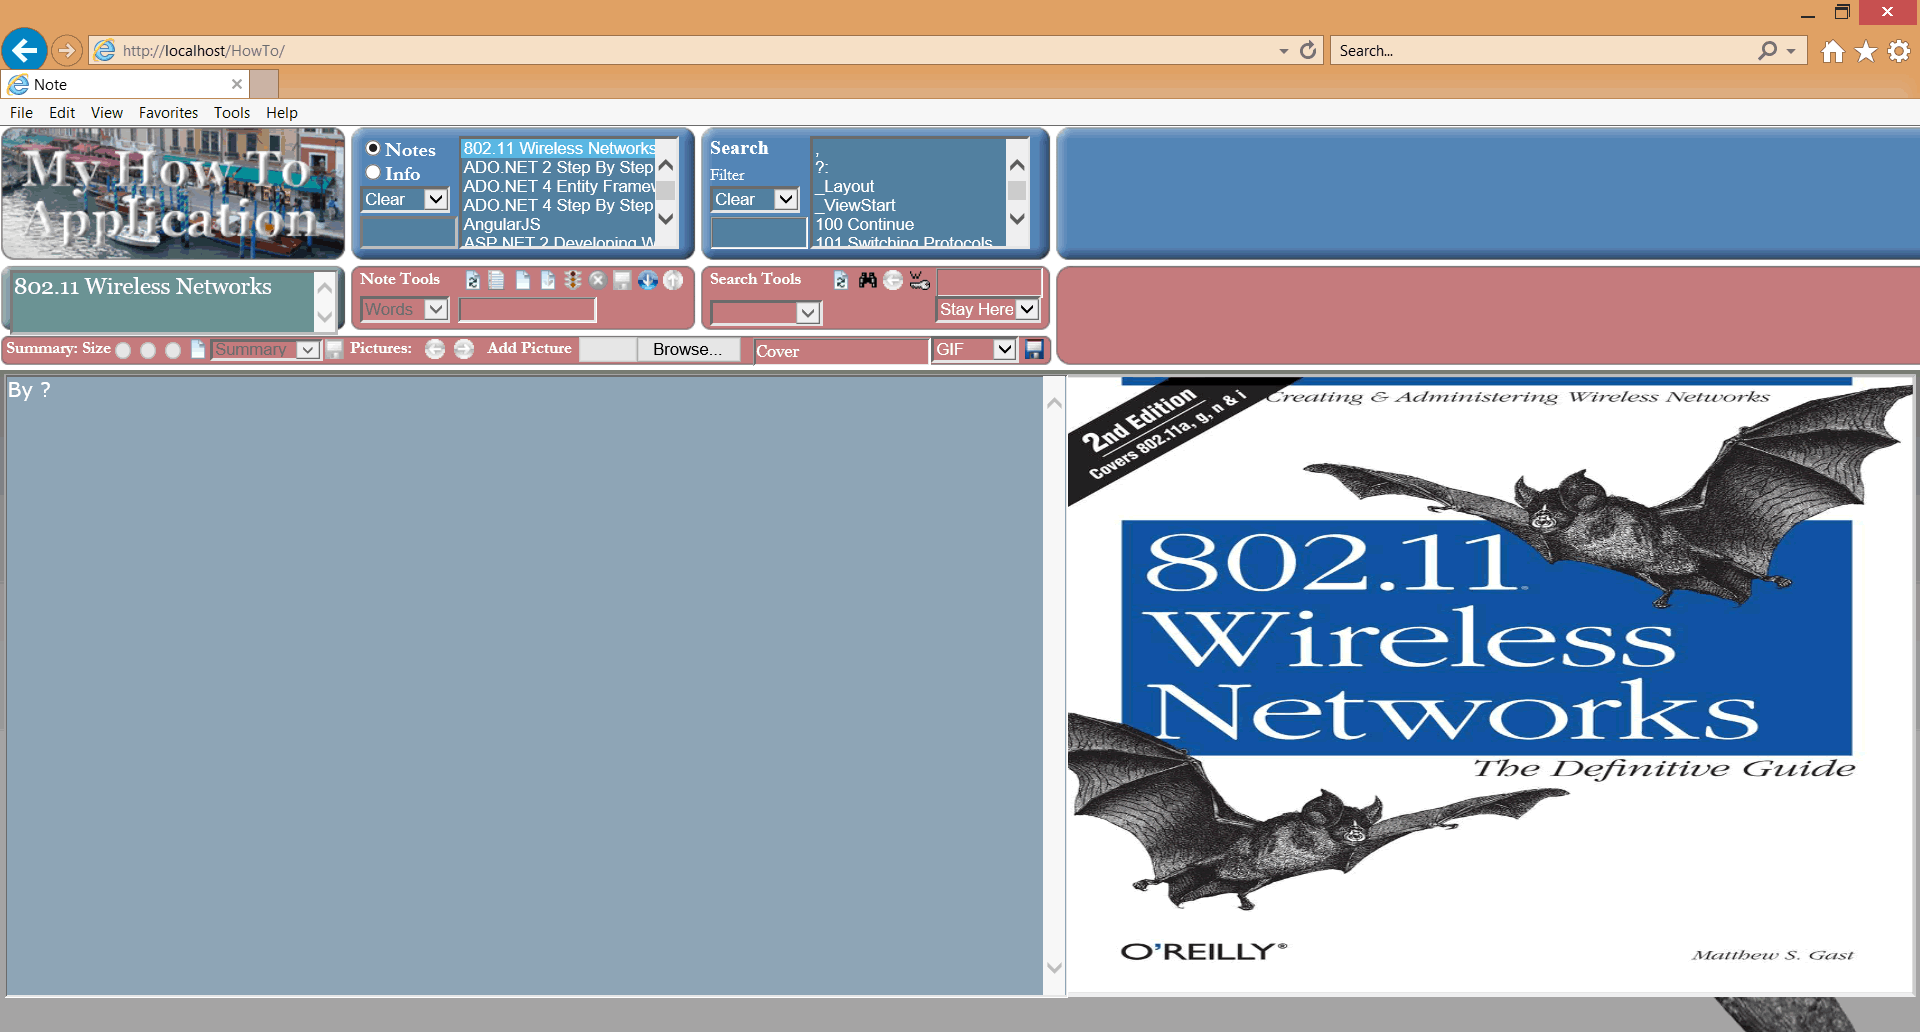 http://localhost/HowTo/
Search...
Note
File Edit View Favorites Tools Help
My How To
Application
Notes
Info
Clear
802.11 Wireless Networks
ADO.NET 2 Step By Step
ADO.NET 4 Entity Framew
ADO.NET 4 Step By Step
AngularJS
ASP.NET 2 Developing W
Search
Filter
Clear
,
?:
_Layout
_ViewStart
100 Continue
101 Switching Protocols
802.11 Wireless Networks
Note Tools
Words
Search Tools
Stay Here
Summary: Size
Summary
Pictures:
Add Picture
Browse...
Cover
GIF
By ?
2nd Edition
Covers 802.11a, g, n & i
Creating & Administering Wireless Networks
802.11
Wireless
Networks
The Definitive Guide
O'REILLY®
Matthew S. Gast